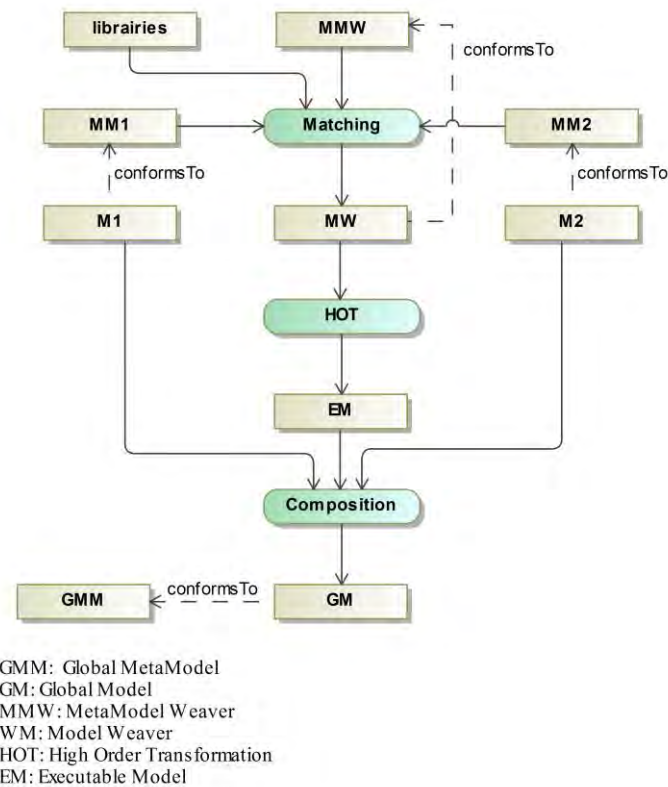 librairies
MMW
conformsTo
MM1
Matching
MM2
conformsTo
conformsTo
M1
MW
M2
HOT
EM
Composition
conformsTo
GMM
GM
GMM: Global MetaModel
GM: Global Model
MMW: MetaModel Weaver
WM: Model Weaver
HOT: High Order Transformation
EM: Executable Model